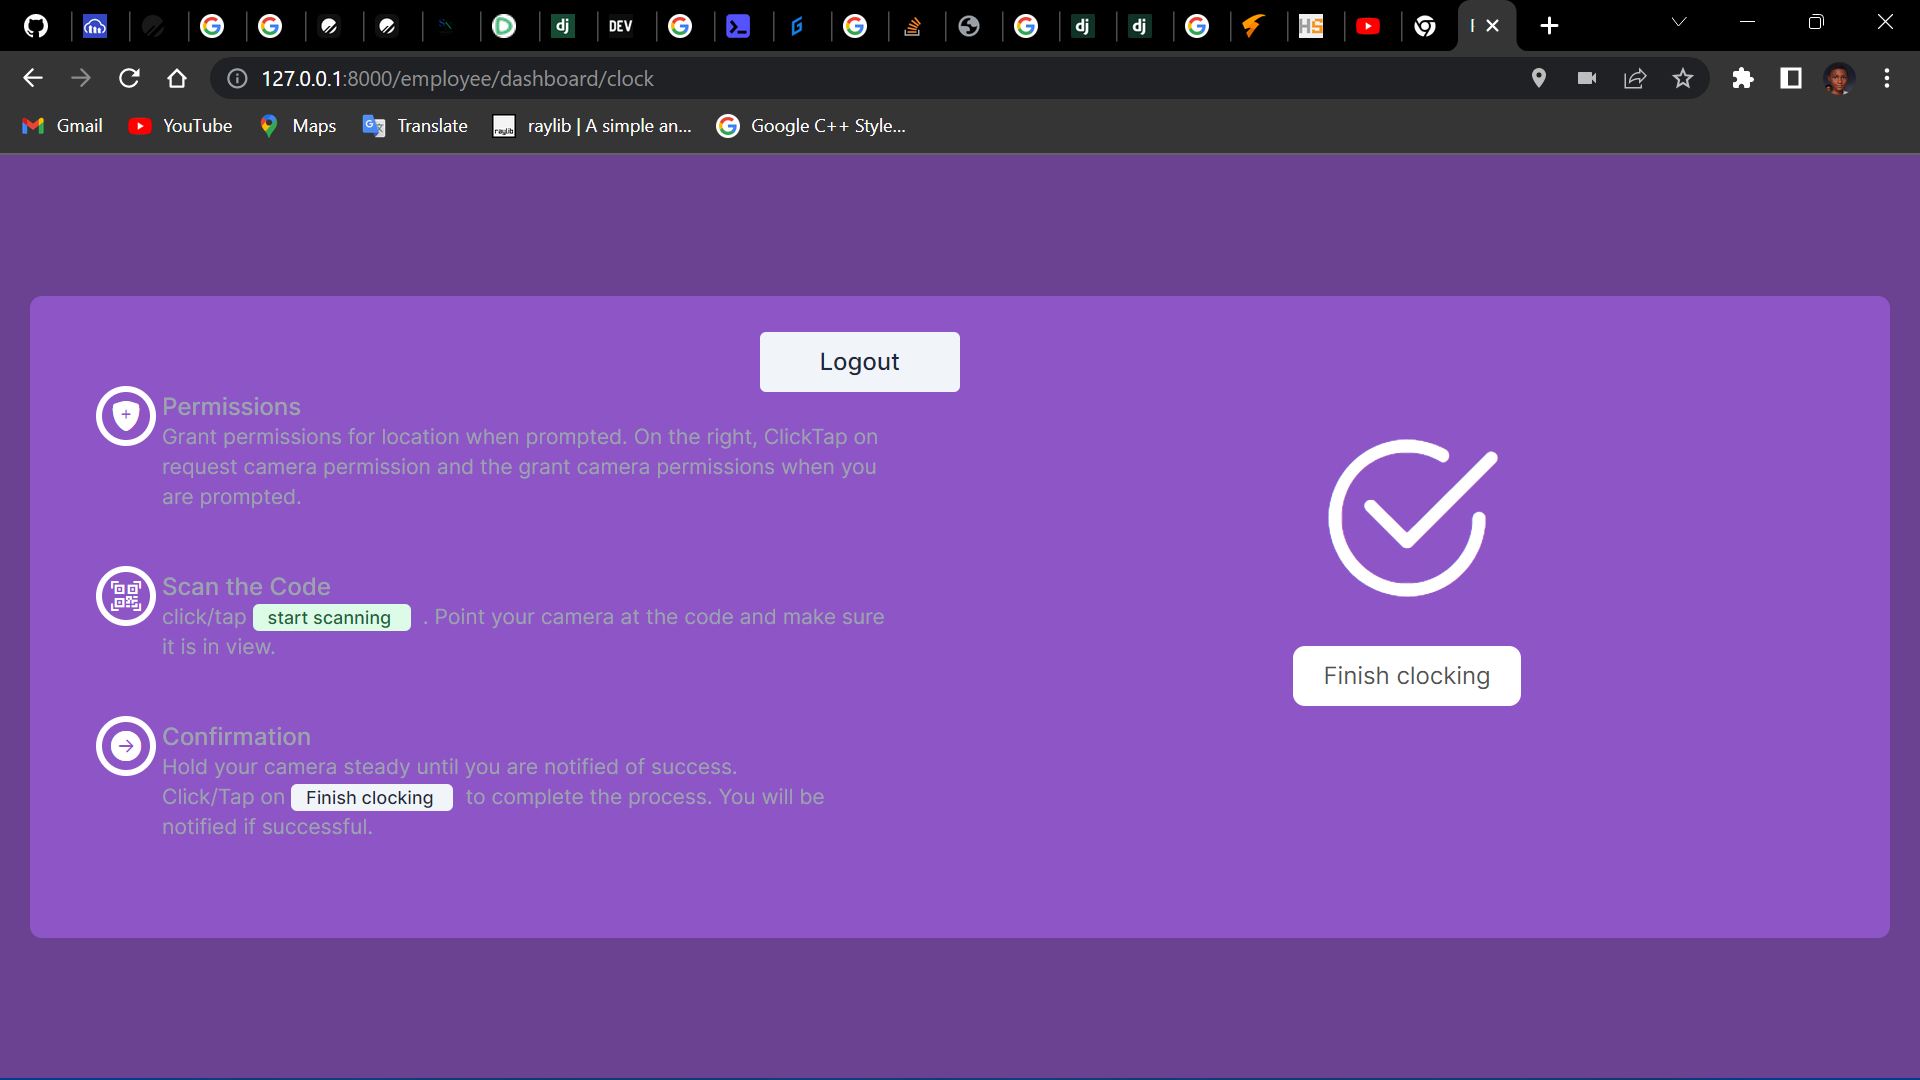 dj
DEV
dj
dj
HS
127.0.0.1:8000/employee/dashboard/clock
Gmail
YouTube
Maps
Translate
raylib
raylib | A simple an...
Google C++ Style...
Logout
Permissions
Grant permissions for location when prompted. On the right, ClickTap on
request camera permission and the grant camera permissions when you
are prompted.
Scan the Code
click/tap start scanning . Point your camera at the code and make sure
it is in view.
Finish clocking
Confirmation
Hold your camera steady until you are notified of success.
Click/Tap on Finish clocking to complete the process. You will be
notified if successful.